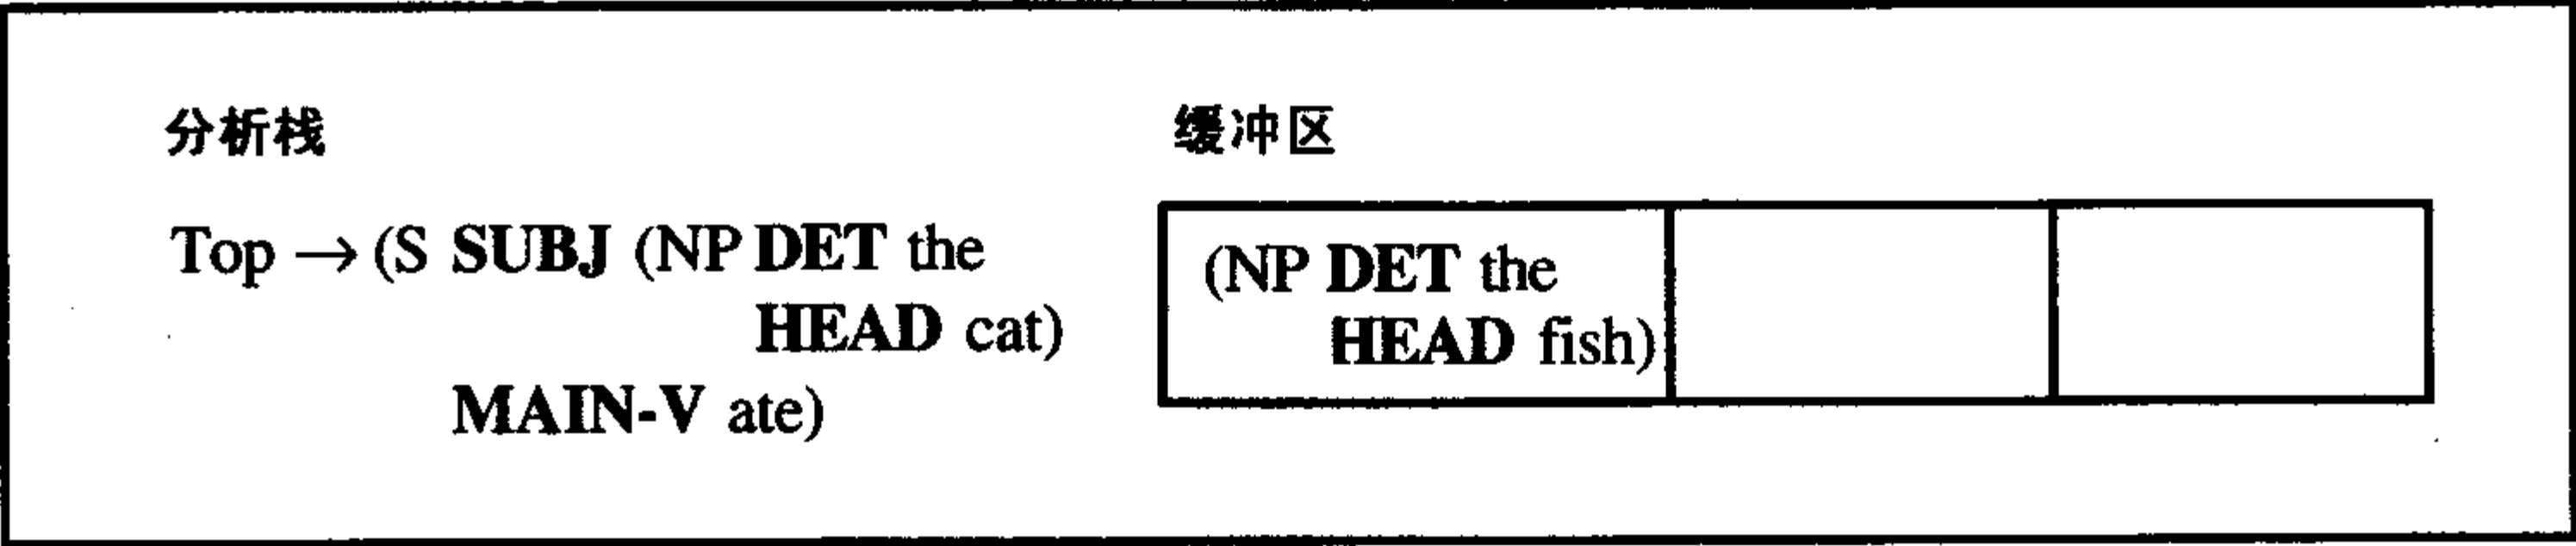 分析栈
Top → (S SUBJ (NP DET the
HEAD cat)
MAIN-V ate)
缓冲区
(NP DET the
HEAD fish)